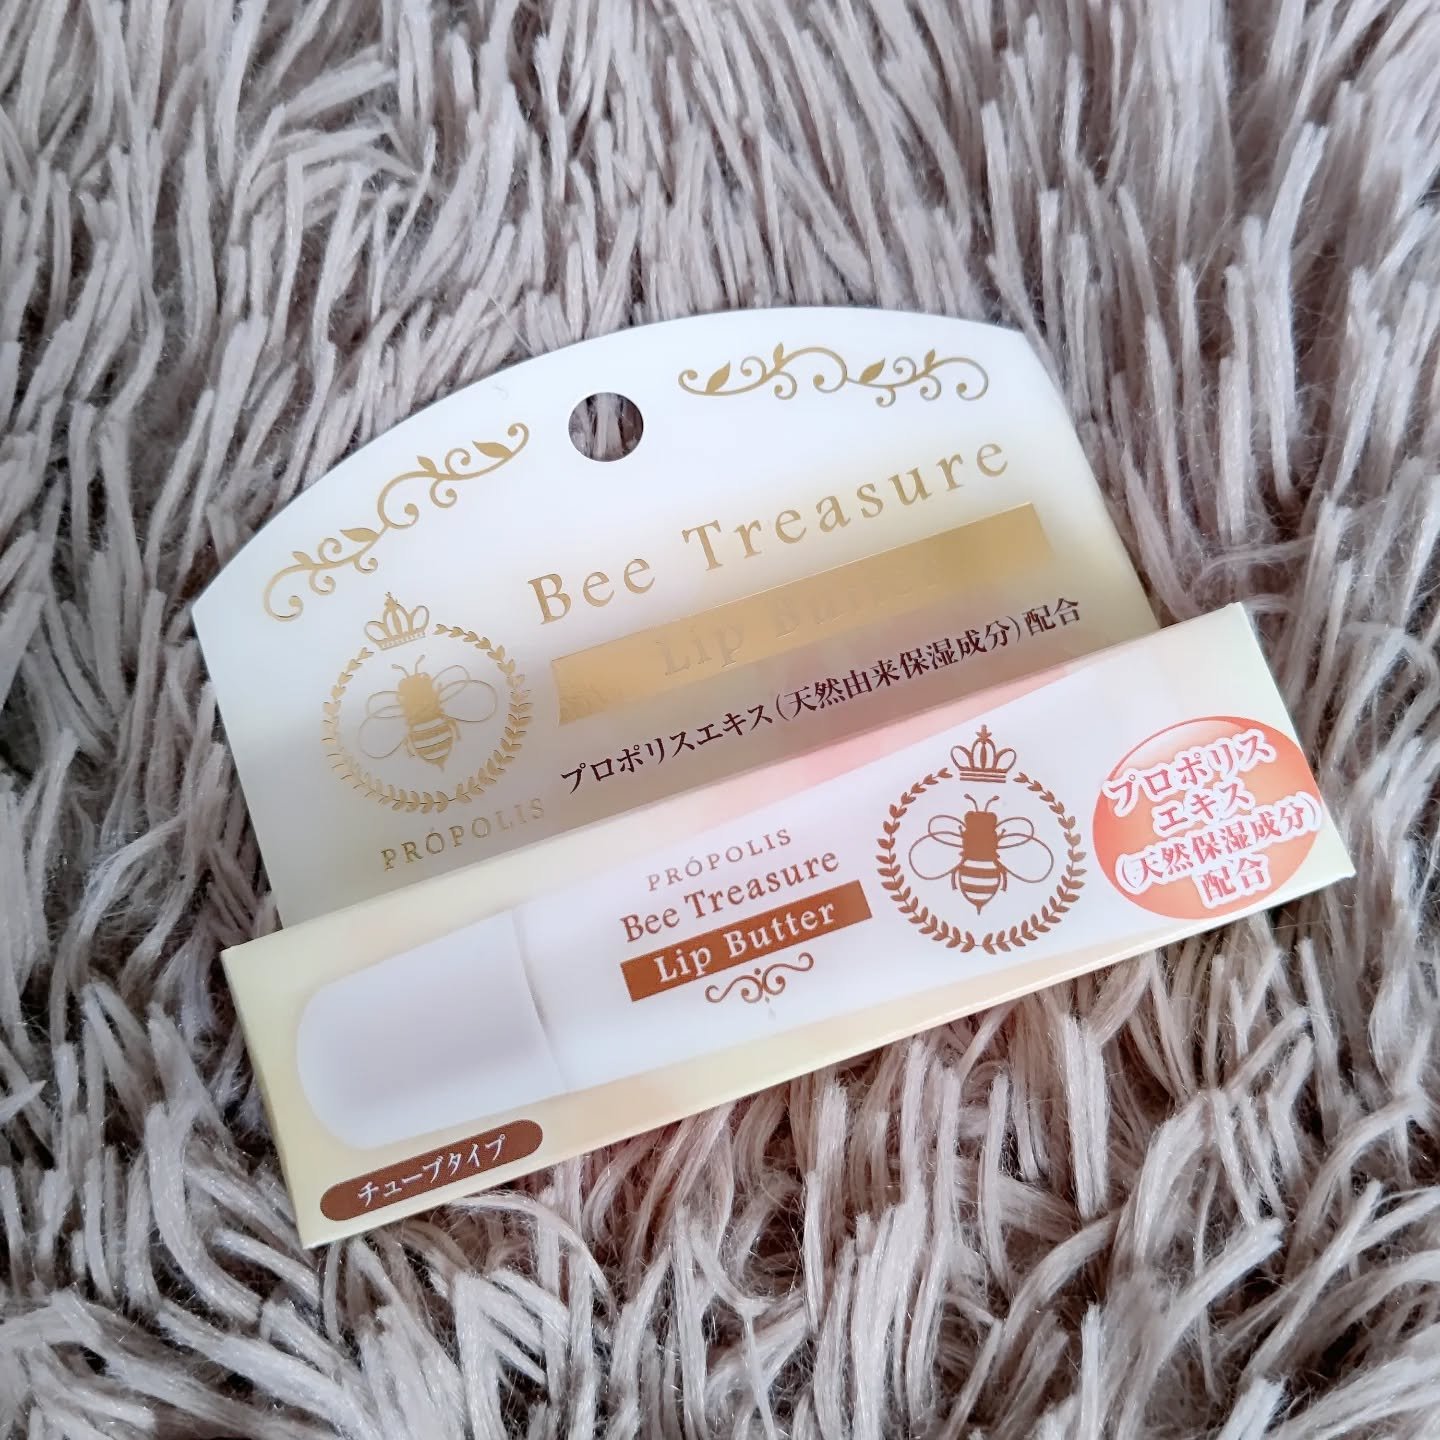 Bee Treasure
Lip Butter
プロポリスエキス(天然由来保湿成分)配合
PRÓPOLIS
PRÓPOLIS
Bee Treasure
Lip Butter
プロポリス
エキス
(天然保湿成分)
配合
チューブタイプ